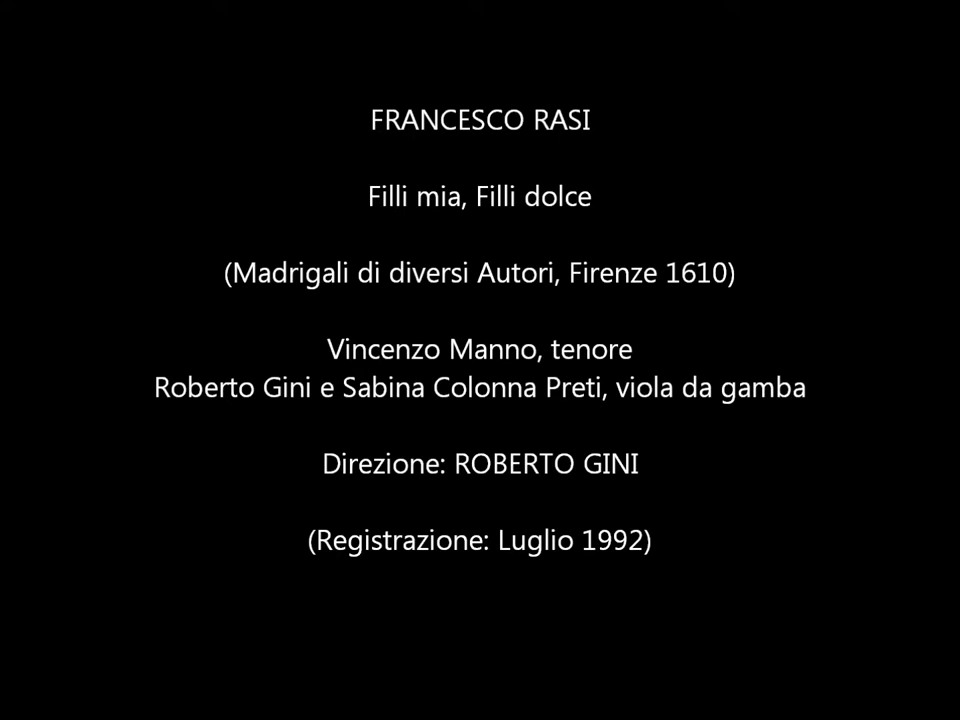 FRANCESCO RASI
Filli mia, Filli dolce
(Madrigali di diversi Autori, Firenze 1610)
Vincenzo Manno, tenore
Roberto Gini e Sabina Colonna Preti, viola da gamba
Direzione: ROBERTO GINI
(Registrazione: Luglio 1992)